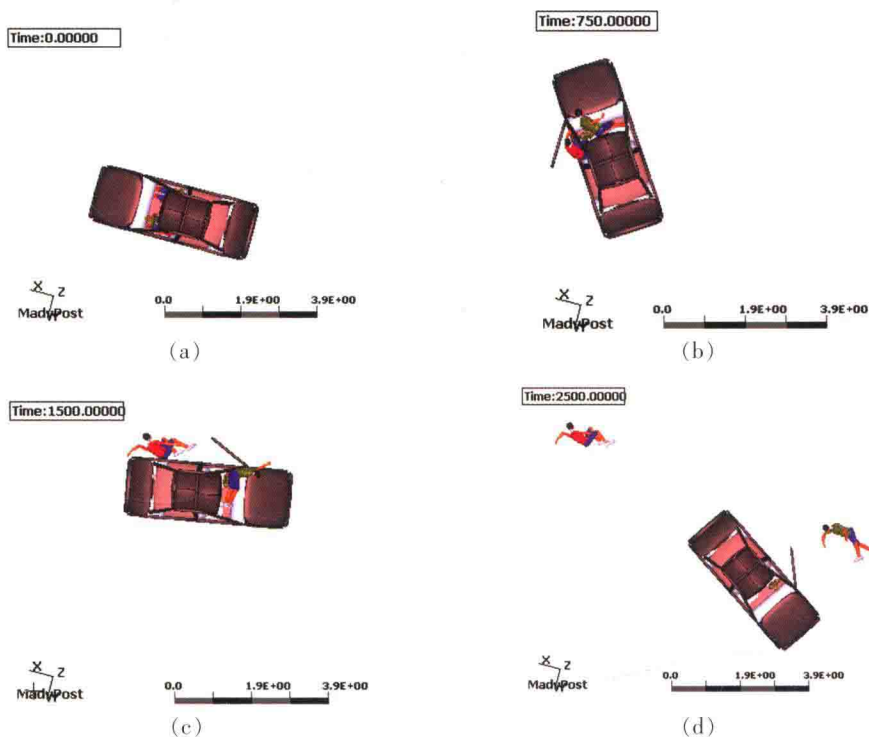 Time:0.00000
X
Z
MadyPost
0.0 1.9E+00 3.9E+00
(a)
Time:750.00000
X
Z
MadyPost
0.0 1.9E+00 3.9E+00
(b)
Time:1500.00000
X
Z
MadyPost
0.0 1.9E+00 3.9E+00
(c)
Time:2500.00000
X
Z
MadyPost
0.0 1.9E+00 3.9E+00
(d)